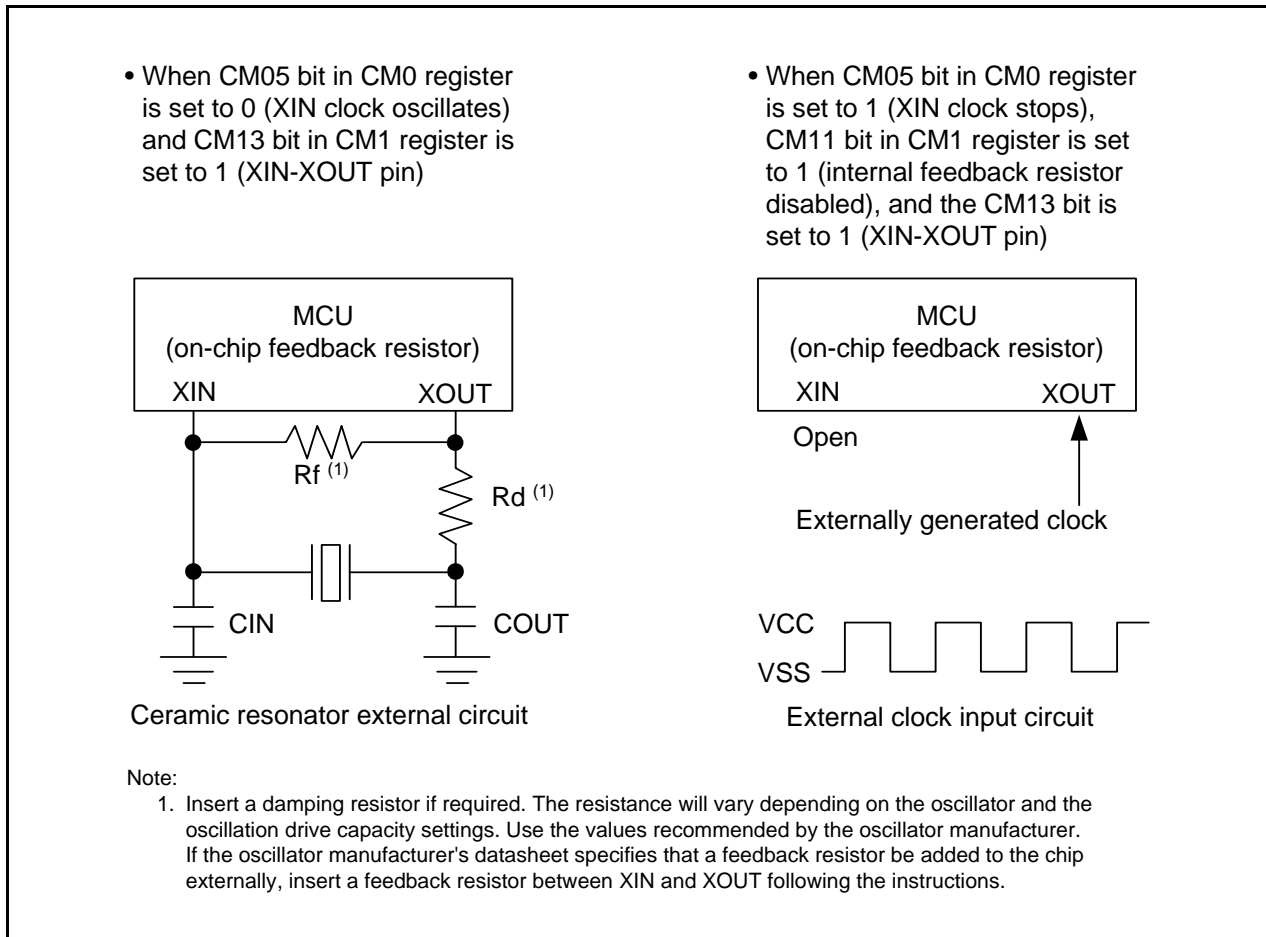 • When CM05 bit in CM0 register
is set to 0 (XIN clock oscillates)
and CM13 bit in CM1 register is
set to 1 (XIN-XOUT pin)
MCU
(on-chip feedback resistor)
XIN
XOUT
Rf (1)
Rd (1)
CIN
COUT
Ceramic resonator external circuit
• When CM05 bit in CM0 register
is set to 1 (XIN clock stops),
CM11 bit in CM1 register is set
to 1 (internal feedback resistor
disabled), and the CM13 bit is
set to 1 (XIN-XOUT pin)
MCU
(on-chip feedback resistor)
XIN
XOUT
Open
Externally generated clock
VCC
VSS
External clock input circuit
Note:
1. Insert a damping resistor if required. The resistance will vary depending on the oscillator and the
oscillation drive capacity settings. Use the values recommended by the oscillator manufacturer.
If the oscillator manufacturer's datasheet specifies that a feedback resistor be added to the chip
externally, insert a feedback resistor between XIN and XOUT following the instructions.